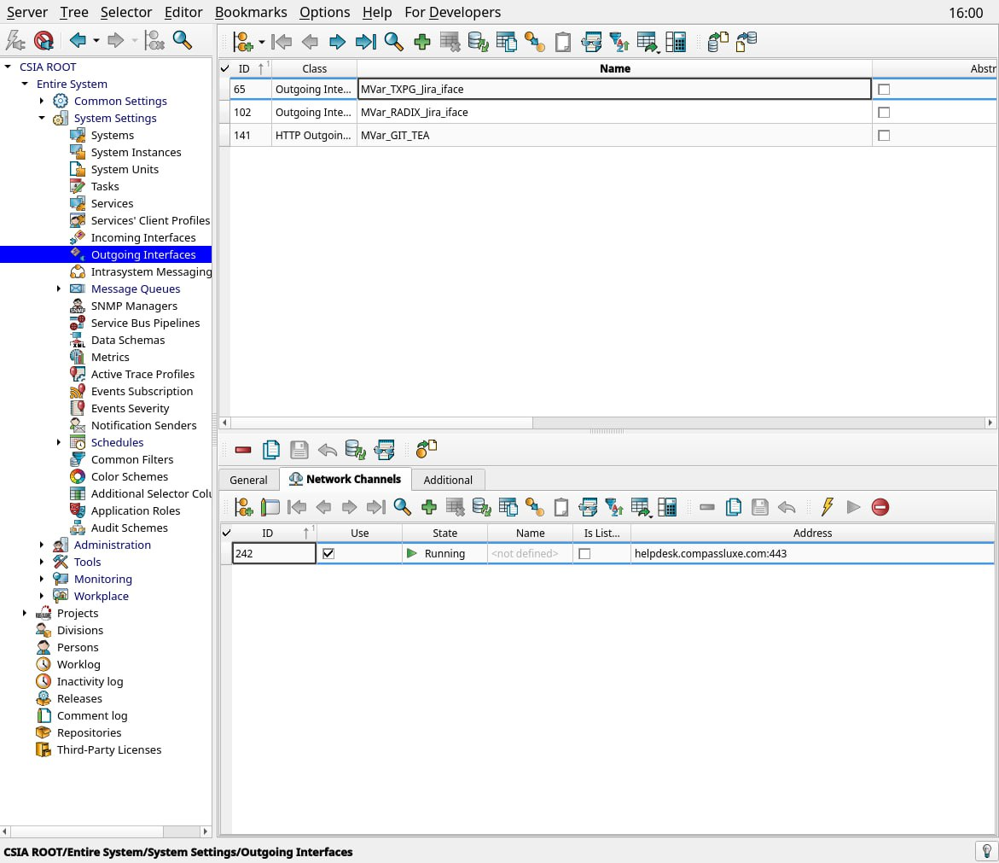 Server Tree Selector Editor Bookmarks Options Help For Developers 16:00
CSIA ROOT
Entire System
Common Settings
System Settings
Systems
System Instances
System Units
Tasks
Services
Services' Client Profiles
Incoming Interfaces
Outgoing Interfaces
Intrasystem Messaging
Message Queues
SNMP Managers
Service Bus Pipelines
Data Schemas
Metrics
Active Trace Profiles
Events Subscription
Events Severity
Notification Senders
Schedules
Common Filters
Color Schemes
Additional Selector Colu
Application Roles
Audit Schemes
Administration
Tools
Monitoring
Workplace
Projects
Divisions
Persons
Worklog
Inactivity log
Releases
Comment log
Repositories
Third-Party Licenses
ID 1 Class Name Abstr
65 Outgoing Inte... MVar_TXPG_Jira_iface
102 Outgoing Inte... MVar_RADIX_Jira_iface
141 HTTP Outgoin... MVar_GIT_TEA
General Network Channels Additional
ID 1 Use State Name Is List... Address
242 Running <not defined> helpdesk.compassluxe.com:443
CSIA ROOT/Entire System/System Settings/Outgoing Interfaces